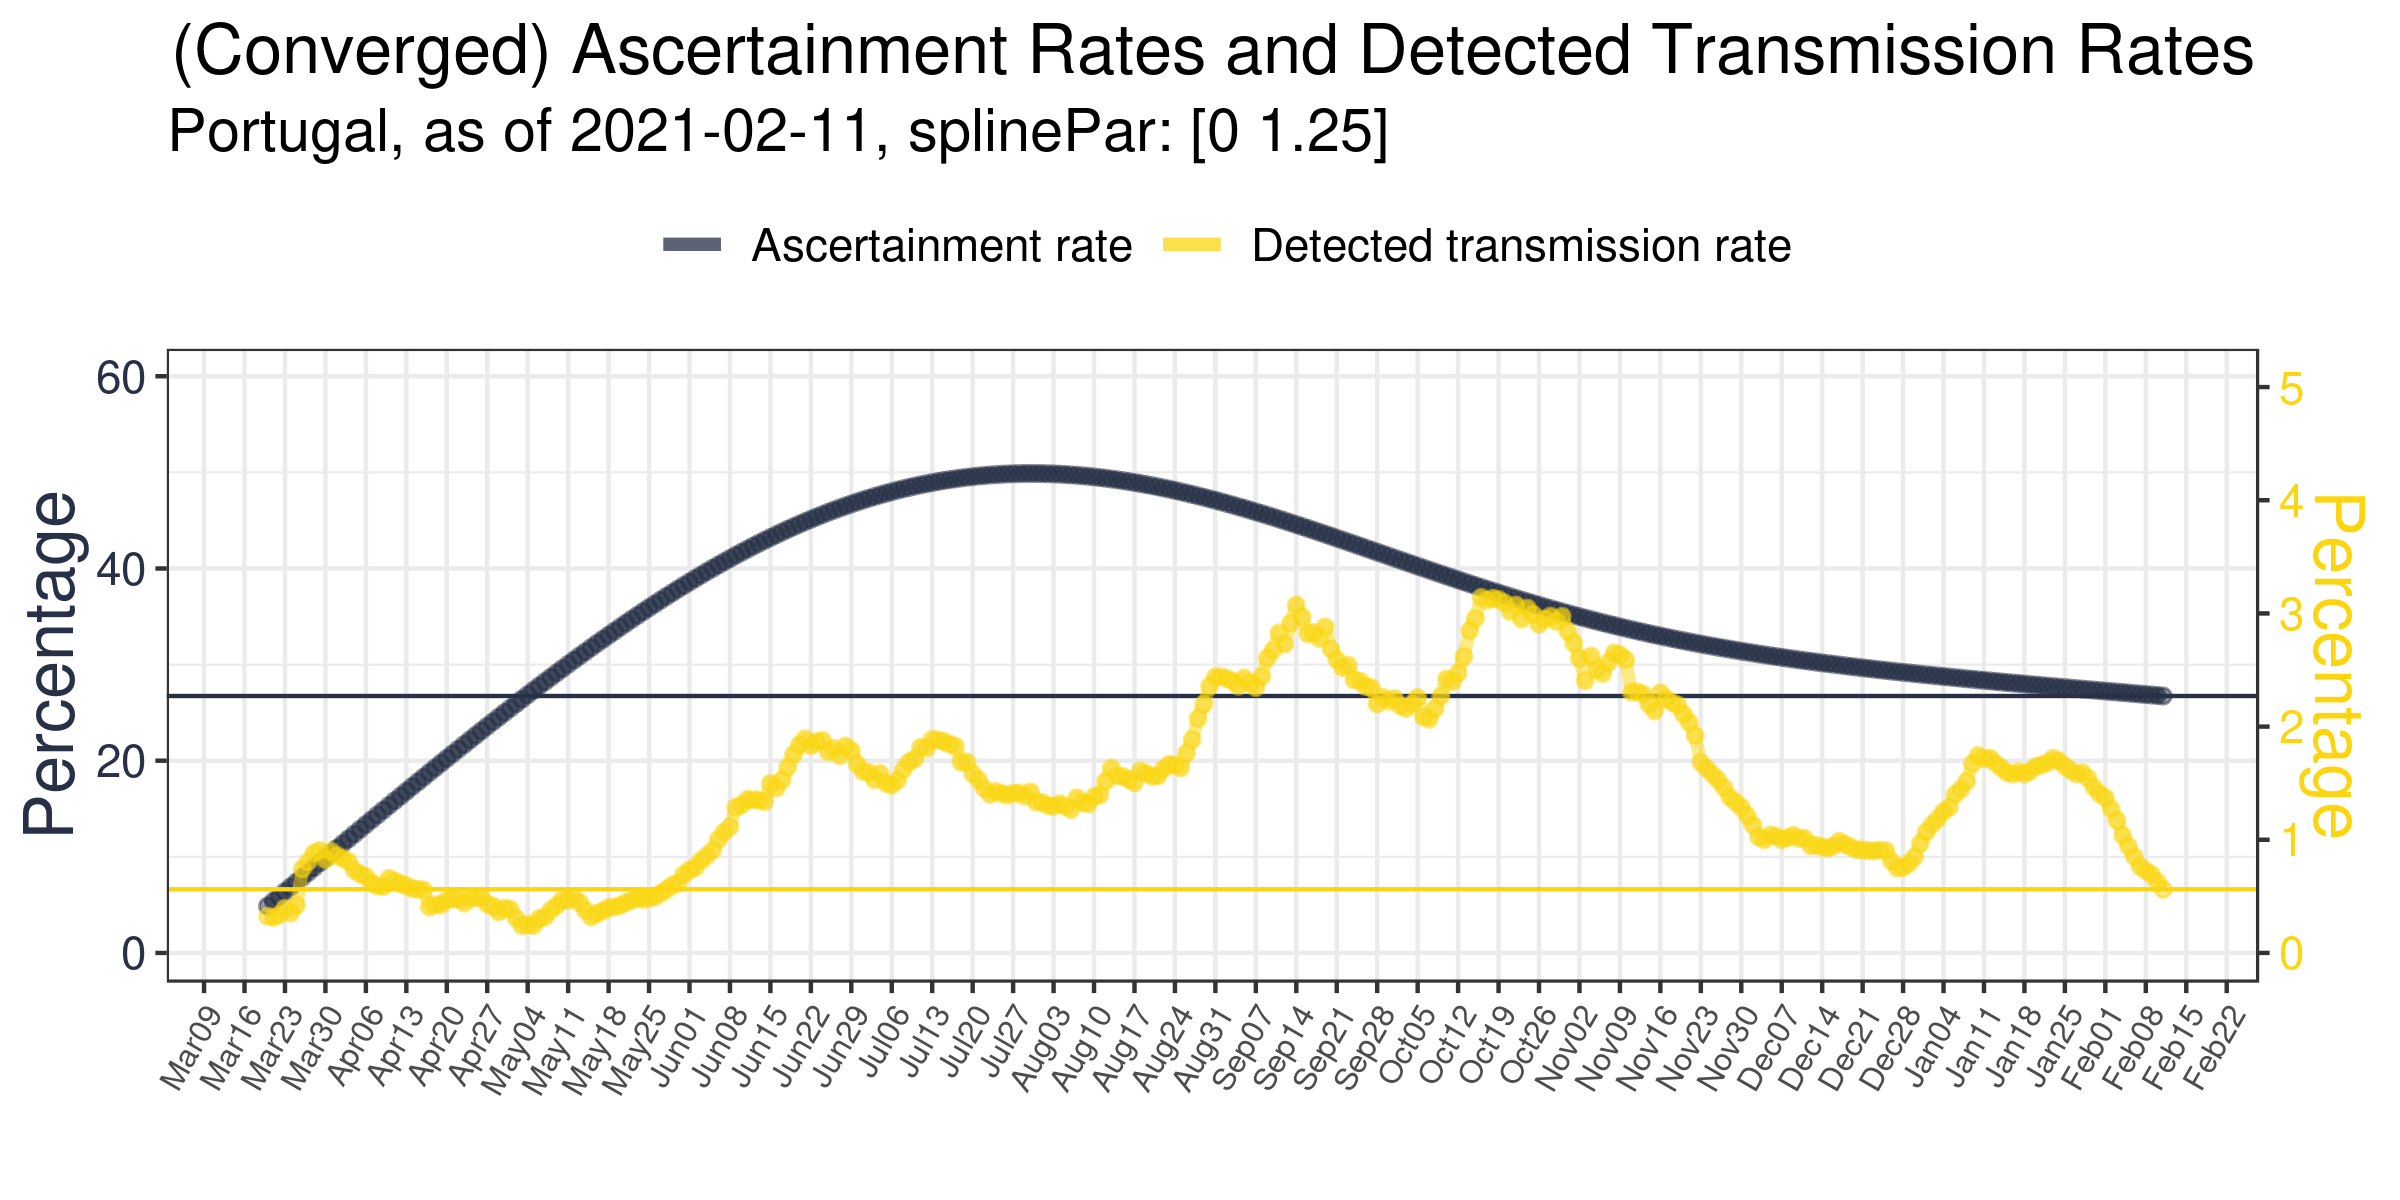 (Converged) Ascertainment Rates and Detected Transmission Rates
Portugal, as of 2021-02-11, splinePar: [0 1.25]
Ascertainment rate
Detected transmission rate
Percentage
60
40
20
0
5
4
3
2
1
0
Percentage
Mar09
Mar16
Mar23
Mar30
Apr06
Apr13
Apr20
Apr27
May04
May11
May18
May25
Jun01
Jun08
Jun15
Jun22
Jun29
Jul06
Jul13
Jul20
Jul27
Aug03
Aug10
Aug17
Aug24
Aug31
Sep07
Sep14
Sep21
Sep28
Oct05
Oct12
Oct19
Oct26
Nov02
Nov09
Nov16
Nov23
Nov30
Dec07
Dec14
Dec21
Dec28
Jan04
Jan11
Jan18
Jan25
Feb01
Feb08
Feb15
Feb22